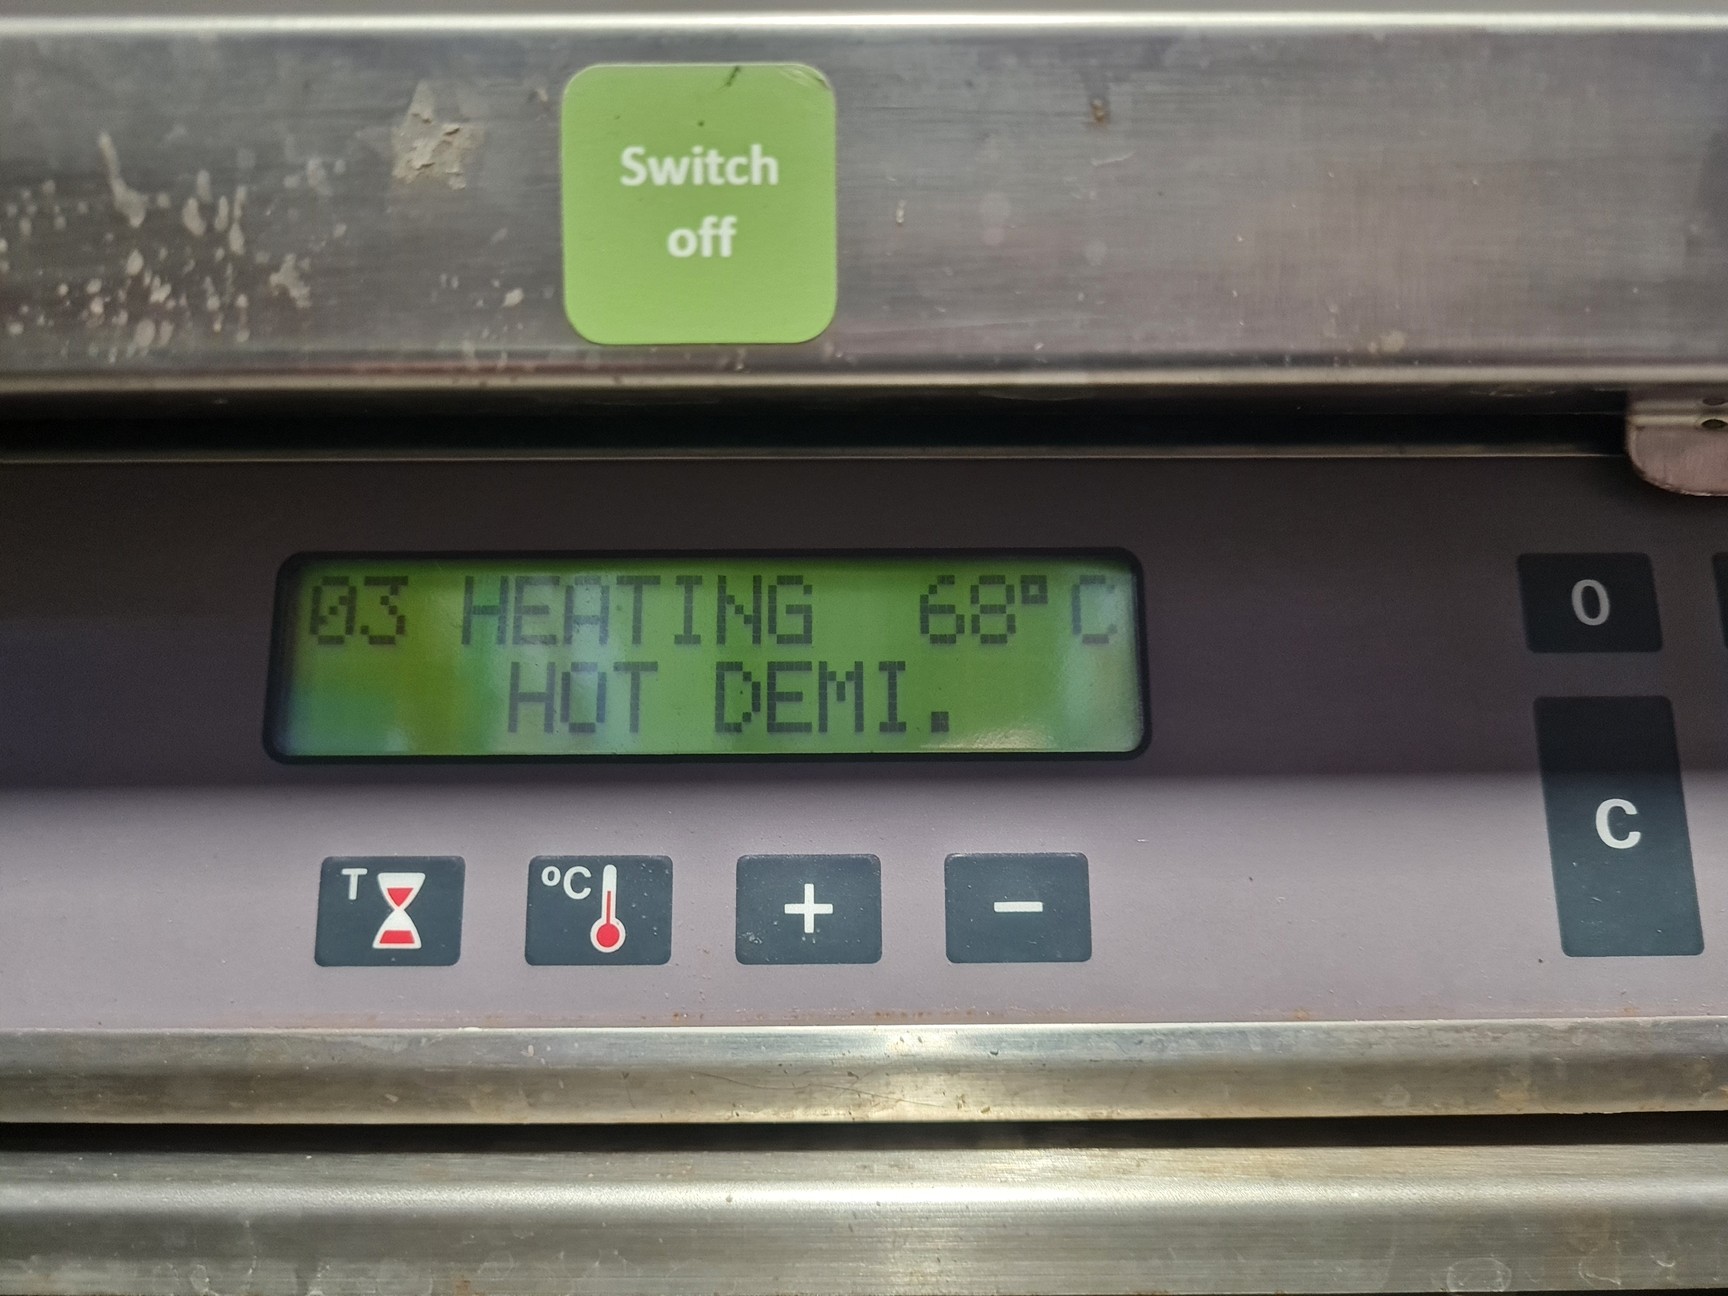 Switch
off
03 HEATING 68°C
HOT DEMI.
0
T
°C
+
-
C